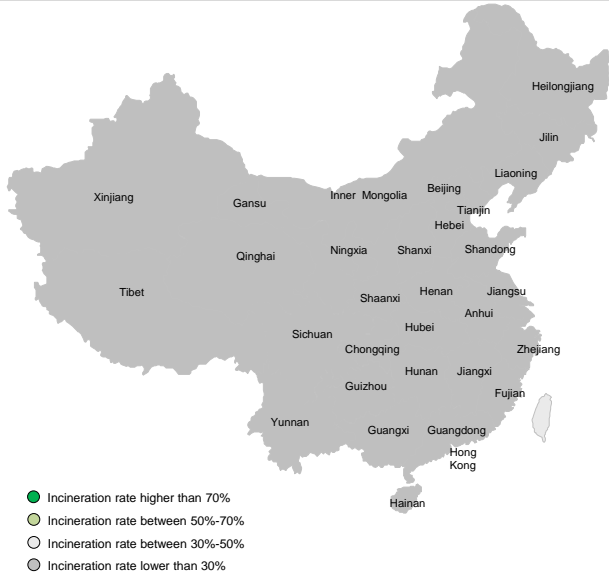 Heilongjiang
Jilin
Liaoning
Beijing
Inner Mongolia
Xinjiang
Gansu
Tianjin
Hebei
Ningxia
Shanxi
Shandong
Qinghai
Tibet
Shaanxi
Henan
Jiangsu
Anhui
Hubei
Sichuan
Chongqing
Zhejiang
Hunan
Jiangxi
Guizhou
Fujian
Yunnan
Guangxi
Guangdong
Hong
Kong
Hainan
Incineration rate higher than 70%
Incineration rate between 50%-70%
Incineration rate between 30%-50%
Incineration rate lower than 30%